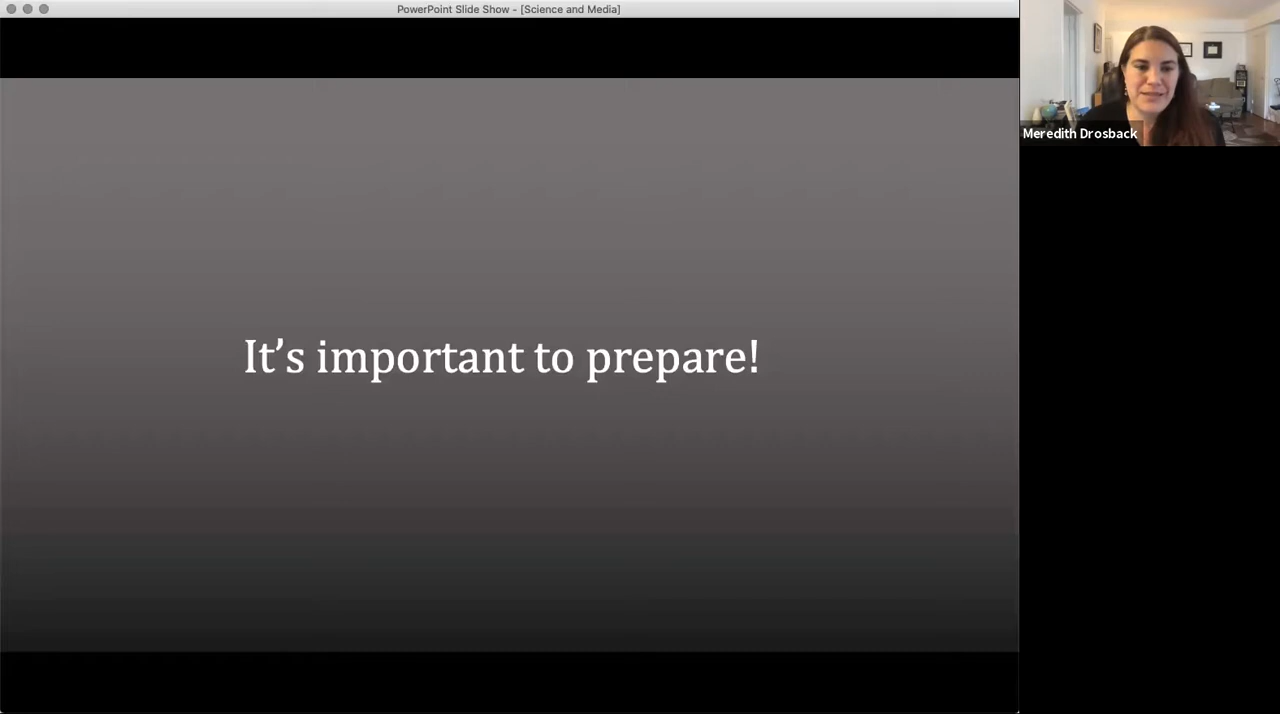 PowerPoint Slide Show - [Science and Media]
It’s important to prepare!
Meredith Drosback